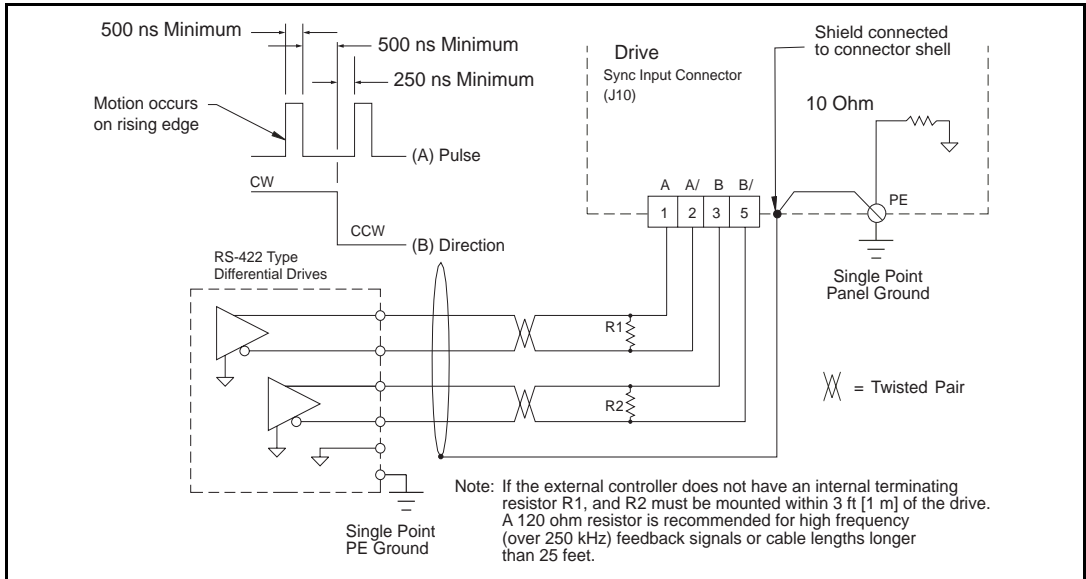 500 ns Minimum
500 ns Minimum
250 ns Minimum
Motion occurs
on rising edge
(A) Pulse
CW
CCW
(B) Direction
Shield connected
to connector shell
Drive
Sync Input Connector
(J10)
10 Ohm
A A/ B B/
1 2 3 5
PE
Single Point
Panel Ground
RS-422 Type
Differential Drives
R1
R2
= Twisted Pair
Single Point
PE Ground
Note: If the external controller does not have an internal terminating
resistor R1, and R2 must be mounted within 3 ft [1 m] of the drive.
A 120 ohm resistor is recommended for high frequency
(over 250 kHz) feedback signals or cable lengths longer
than 25 feet.